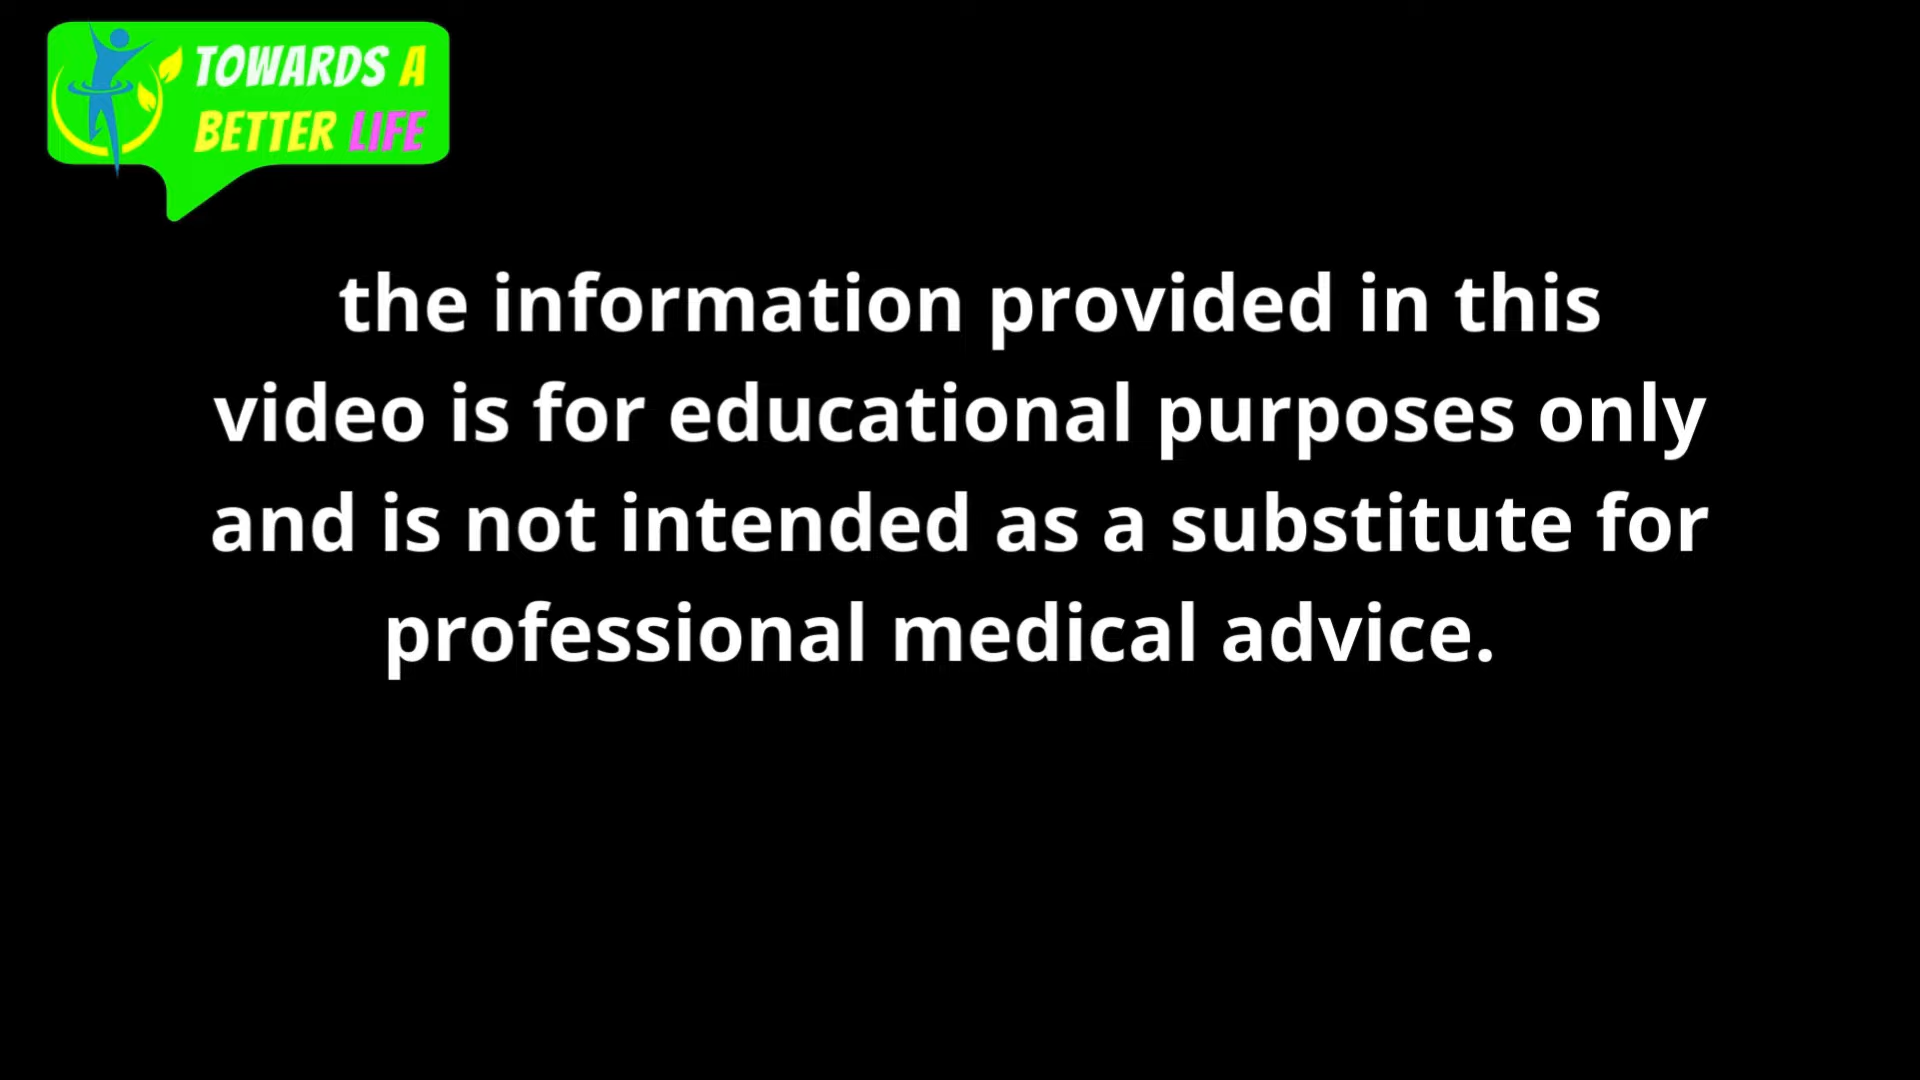 TOWARDS A
BETTER LIFE
the information provided in this
video is for educational purposes only
and is not intended as a substitute for
professional medical advice.